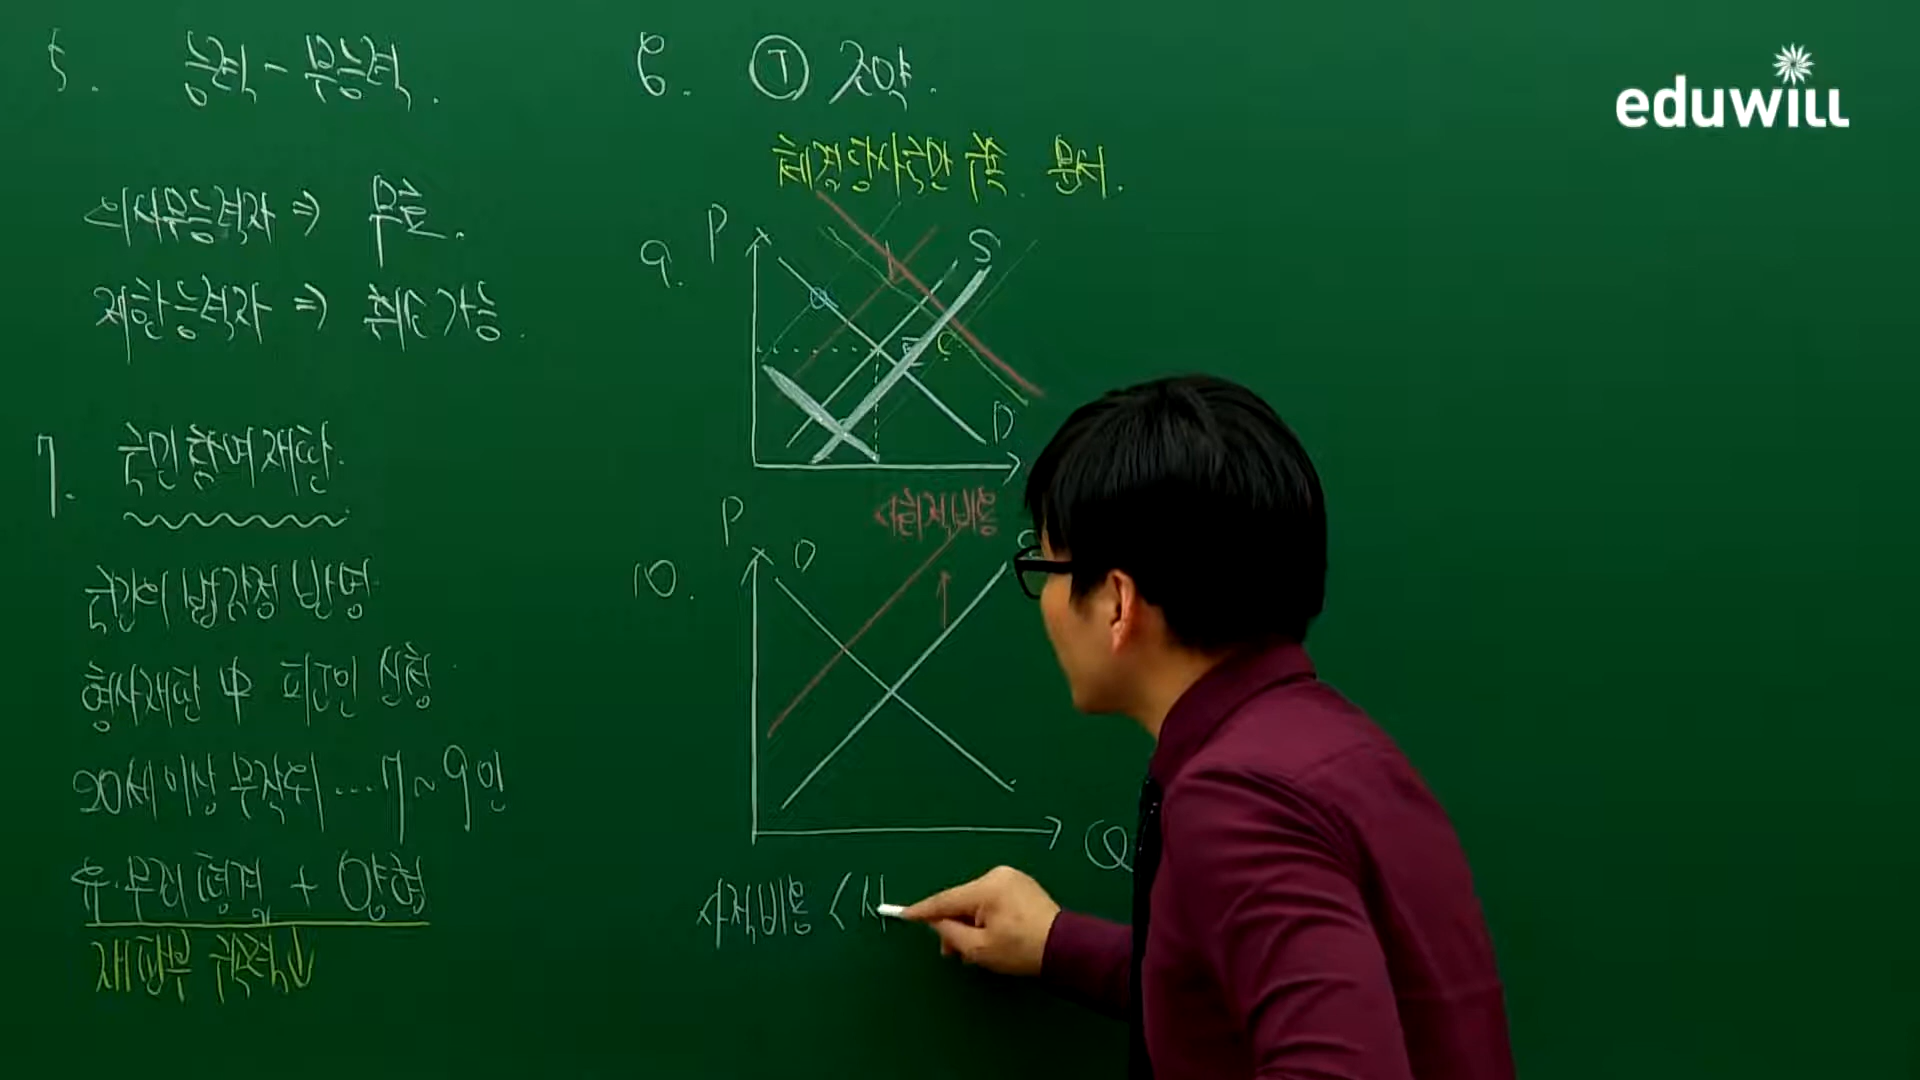 5. 능력 - 무능력.
의사무능력자 ⇒ 무효.
제한능력자 ⇒ 취소가능.
7. 국민참여재판.
국민의 법감정 반영
형사재판 中 피고인 신청
20세 이상 무작위 … 7~9인
유·무죄 평결 + 양형
재판부 귀속력↓
6. ① 조약.
체결당사국만 구속. 문서.
9. P
S
E
C
D
사회적비용
10. P
D
S
Q
사적비용 < 사
eduwill